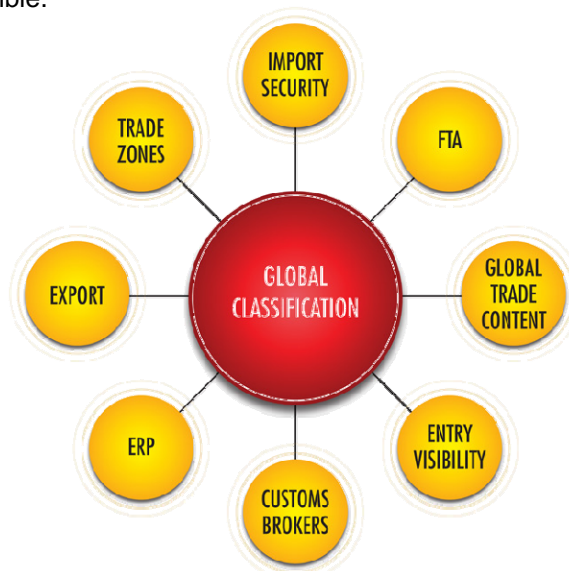 IMPORT
SECURITY
TRADE
ZONES
FTA
GLOBAL
CLASSIFICATION
EXPORT
GLOBAL
TRADE
CONTENT
ERP
ENTRY
VISIBILITY
CUSTOMS
BROKERS